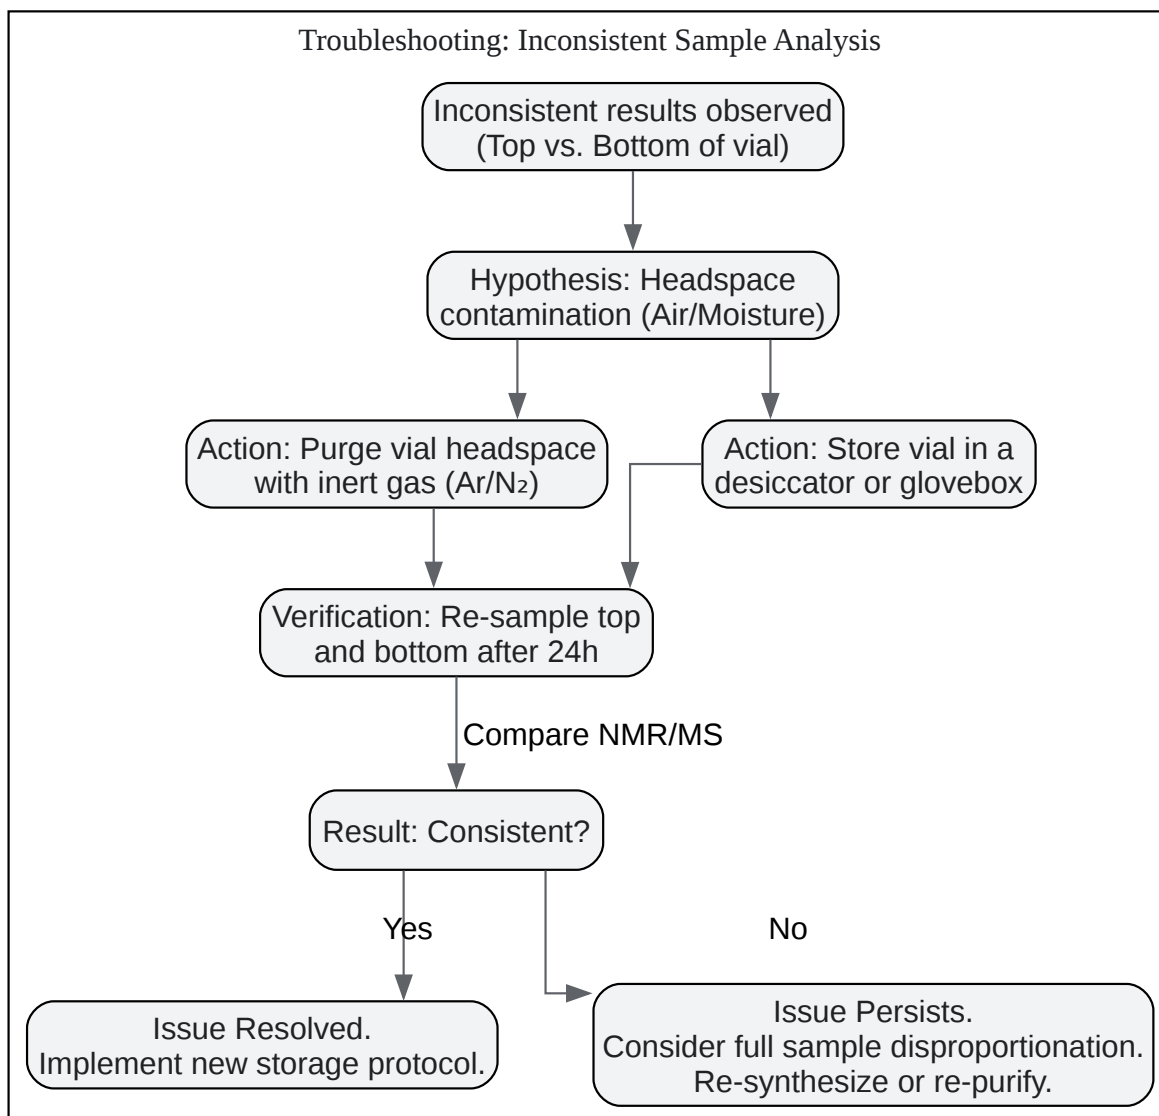 Troubleshooting: Inconsistent Sample Analysis
Inconsistent results observed
(Top vs. Bottom of vial)
Hypothesis: Headspace
contamination (Air/Moisture)
Action: Purge vial headspace
with inert gas (Ar/N₂)
Action: Store vial in a
desiccator or glovebox
Verification: Re-sample top
and bottom after 24h
Compare NMR/MS
Result: Consistent?
Yes
No
Issue Resolved.
Implement new storage protocol.
Issue Persists.
Consider full sample disproportionation.
Re-synthesize or re-purify.